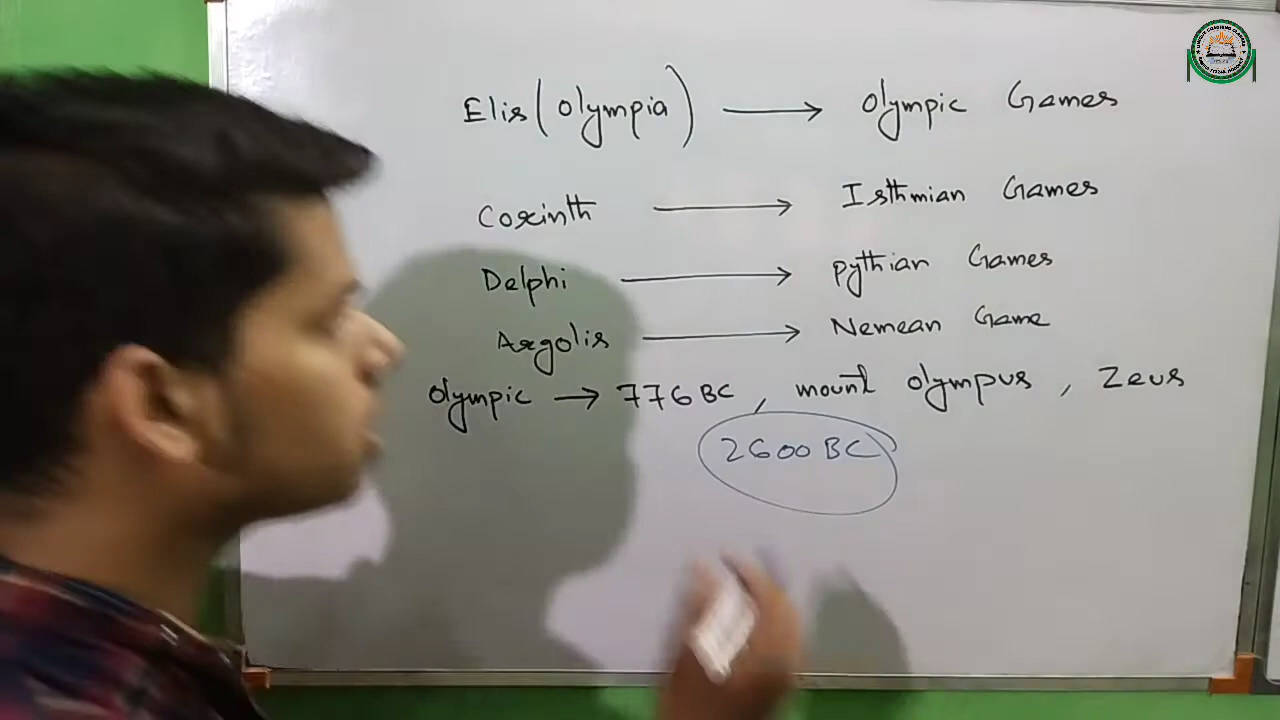 Elis (Olympia) → Olympic Games
Corinth → Isthmian Games
Delphi → pythian Games
Argolis → Nemean Game
Olympic → 776 BC, mount olympus, Zeus
2600 BC